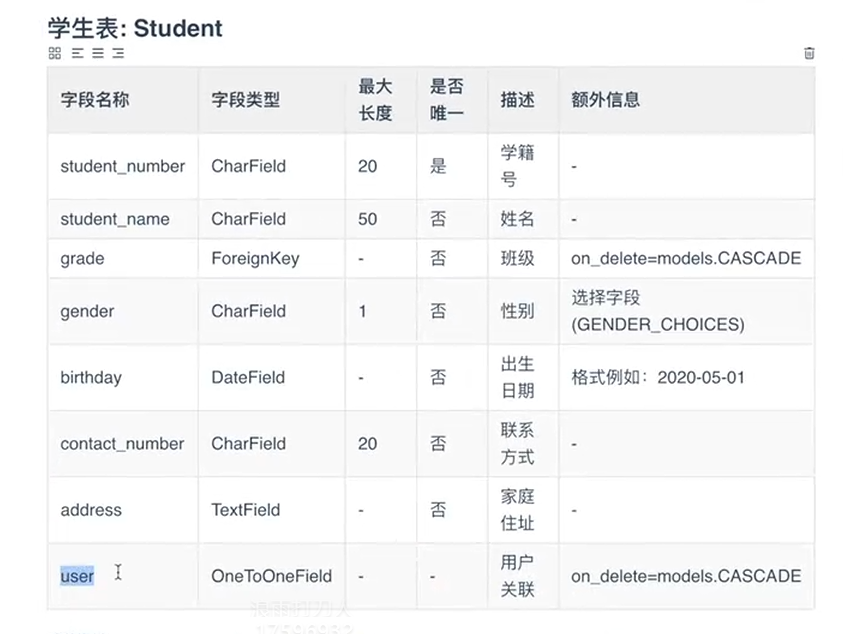 学生表: Student
字段名称 字段类型 最大长度 是否唯一 描述 额外信息
student_number CharField 20 是 学籍号 -
student_name CharField 50 否 姓名 -
grade ForeignKey - 否 班级 on_delete=models.CASCADE
gender CharField 1 否 性别 选择字段(GENDER_CHOICES)
birthday DateField - 否 出生日期 格式例如：2020-05-01
contact_number CharField 20 否 联系方式 -
address TextField - 否 家庭住址 -
user OneToOneField - - 用户关联 on_delete=models.CASCADE